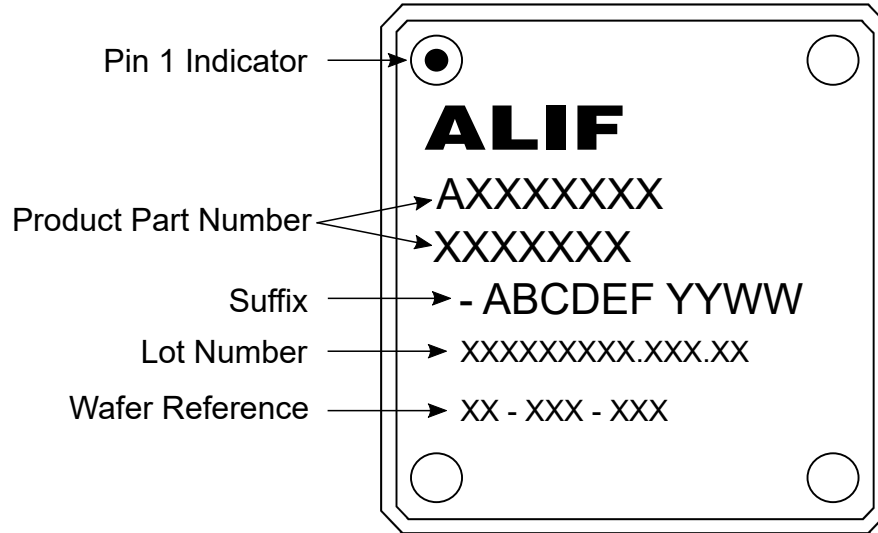 Pin 1 Indicator
ALIF
AXXXXXXX
Product Part Number
XXXXXXX
Suffix
- ABCDEF YYWW
Lot Number
XXXXXXXXX.XXX.XX
Wafer Reference
XX - XXX - XXX